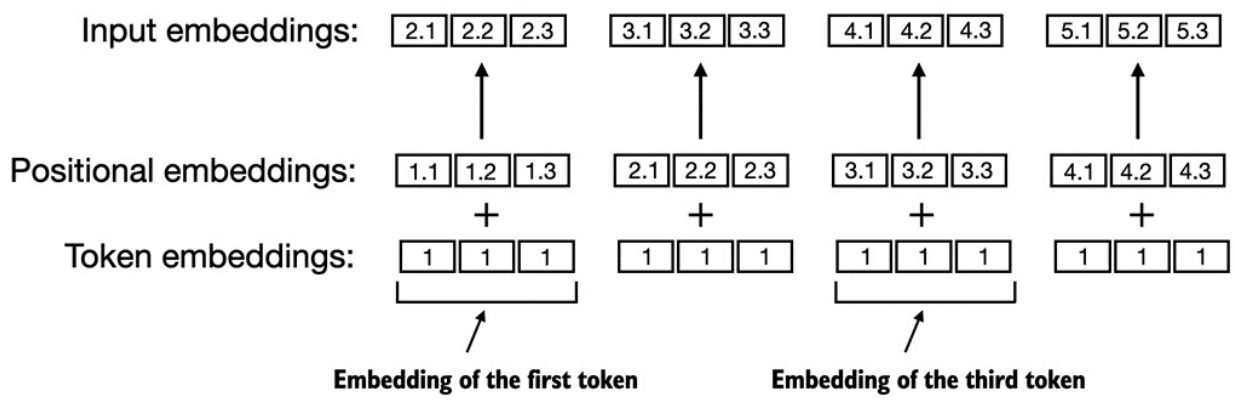 Input embeddings: 2.1 2.2 2.3 3.1 3.2 3.3 4.1 4.2 4.3 5.1 5.2 5.3
Positional embeddings: 1.1 1.2 1.3 2.1 2.2 2.3 3.1 3.2 3.3 4.1 4.2 4.3
+ + + +
Token embeddings: 1 1 1 1 1 1 1 1 1 1 1 1
Embedding of the first token Embedding of the third token